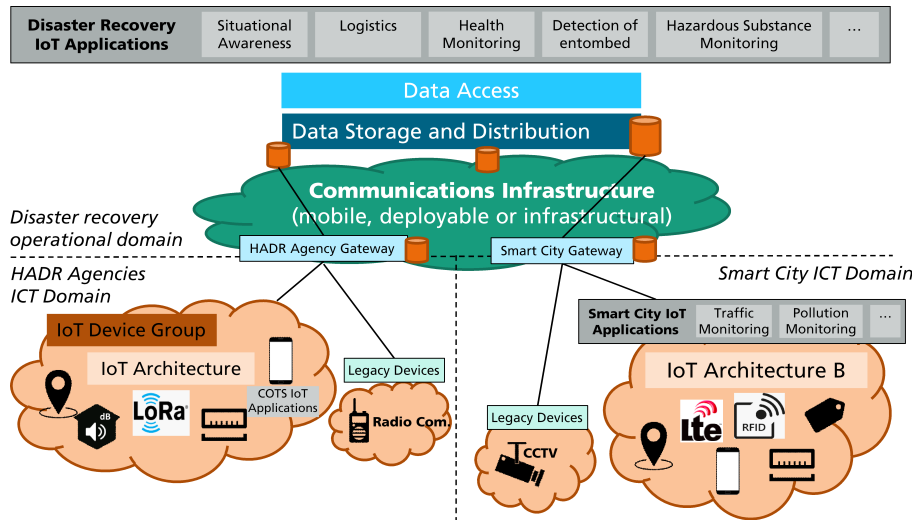 Disaster Recovery
IoT Applications
Situational
Awareness
Logistics
Health
Monitoring
Detection of
entombed
Hazardous Substance
Monitoring
...
Data Access
Data Storage and Distribution
Communications Infrastructure
(mobile, deployable or infrastructural)
Disaster recovery
operational domain
HADR Agency Gateway
Smart City Gateway
HADR Agencies
ICT Domain
Smart City ICT Domain
IoT Device Group
IoT Architecture
COTS IoT
Applications
dB
LoRa
Legacy Devices
Radio Com.
Smart City IoT
Applications
Traffic
Monitoring
Pollution
Monitoring
...
IoT Architecture B
Lte
RFID
Legacy Devices
CCTV